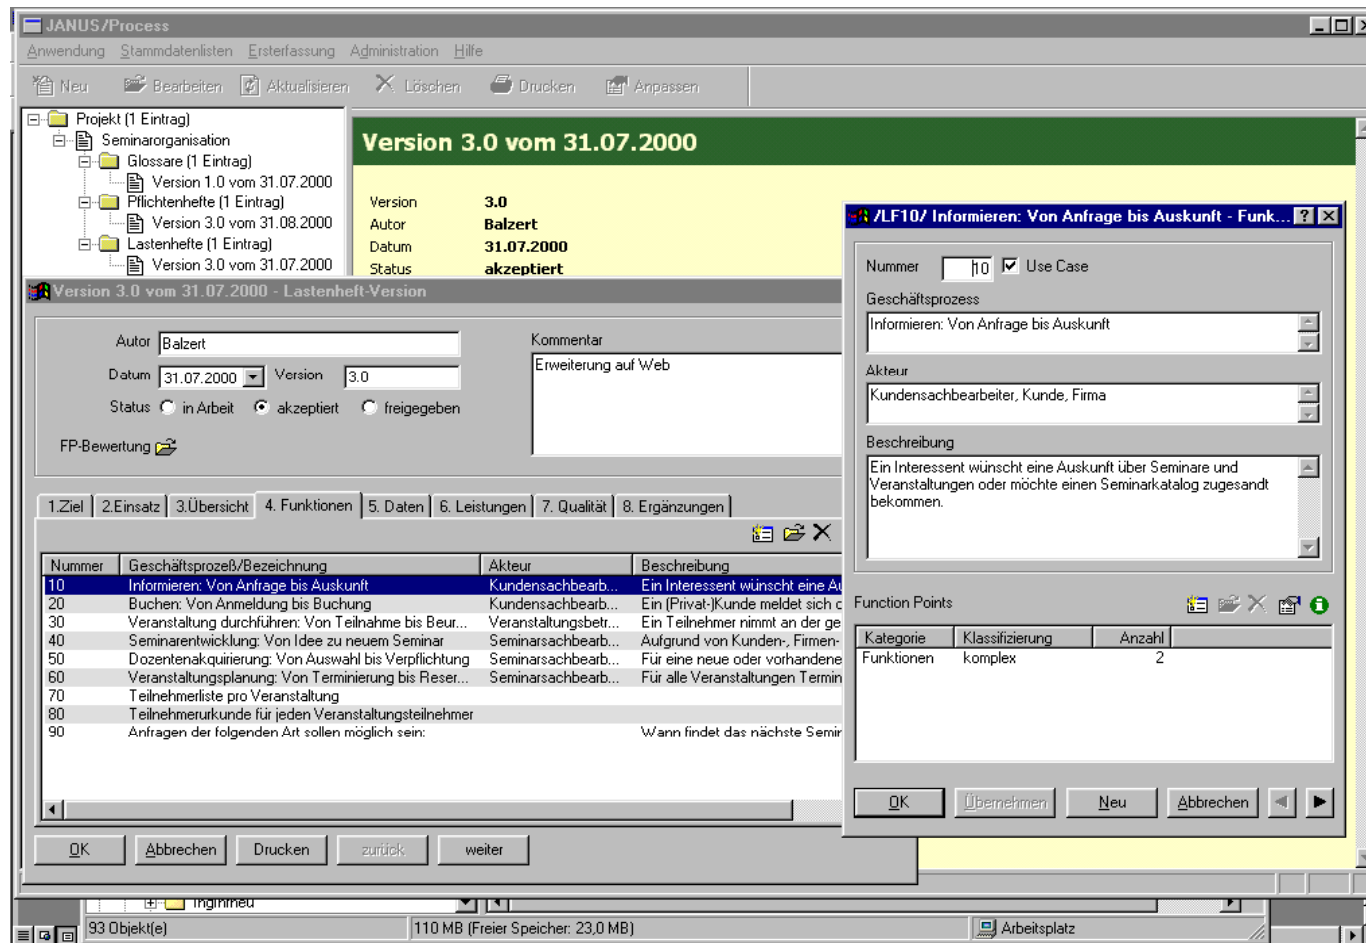 JANUS/Process
Anwendung Stammdatenlisten Ersterfassung Administration Hilfe
Neu Bearbeiten Aktualisieren Löschen Drucken Anpassen
Projekt (1 Eintrag)
Seminarorganisation
Glossare (1 Eintrag)
Version 1.0 vom 31.07.2000
Pflichtenhefte (1 Eintrag)
Version 3.0 vom 31.08.2000
Lastenhefte (1 Eintrag)
Version 3.0 vom 31.07.2000
Version 3.0 vom 31.07.2000
Version 3.0
Autor Balzert
Datum 31.07.2000
Status akzeptiert
Version 3.0 vom 31.07.2000 - Lastenheft-Version
Autor Balzert
Datum 31.07.2000 Version 3.0
Status in Arbeit akzeptiert freigegeben
FP-Bewertung
Kommentar
Erweiterung auf Web
1.Ziel 2.Einsatz 3.Übersicht 4. Funktionen 5. Daten 6. Leistungen 7. Qualität 8. Ergänzungen
Nummer Geschäftsprozeß/Bezeichnung Akteur Beschreibung
10 Informieren: Von Anfrage bis Auskunft Kundensachbearb... Ein Interessent wünscht eine Au
20 Buchen: Von Anmeldung bis Buchung Kundensachbearb... Ein (Privat-)Kunde meldet sich
30 Veranstaltung durchführen: Von Teilnahme bis Beur... Veranstaltungsbetr... Ein Teilnehmer nimmt an der ge
40 Seminarentwicklung: Von Idee zu neuem Seminar Seminarsachbearb... Aufgrund von Kunden-, Firmen-
50 Dozentenakquirierung: Von Auswahl bis Verpflichtung Seminarsachbearb... Für eine neue oder vorhandene
60 Veranstaltungsplanung: Von Terminierung bis Reser... Seminarsachbearb... Für alle Veranstaltungen Termin
70 Teilnehmerliste pro Veranstaltung
80 Teilnehmerurkunde für jeden Veranstaltungsteilnehmer
90 Anfragen der folgenden Art sollen möglich sein: Wann findet das nächste Semir
OK Abbrechen Drucken zurück weiter
/LF10/ Informieren: Von Anfrage bis Auskunft - Funk...
Nummer 10 Use Case
Geschäftsprozess
Informieren: Von Anfrage bis Auskunft
Akteur
Kundensachbearbeiter, Kunde, Firma
Beschreibung
Ein Interessent wünscht eine Auskunft über Seminare und
Veranstaltungen oder möchte einen Seminarkatalog zugesandt
bekommen.
Function Points
Kategorie Klassifizierung Anzahl
Funktionen komplex 2
OK Übernehmen Neu Abbrechen
93 Objekt(e) 110 MB (Freier Speicher: 23,0 MB) Arbeitsplatz